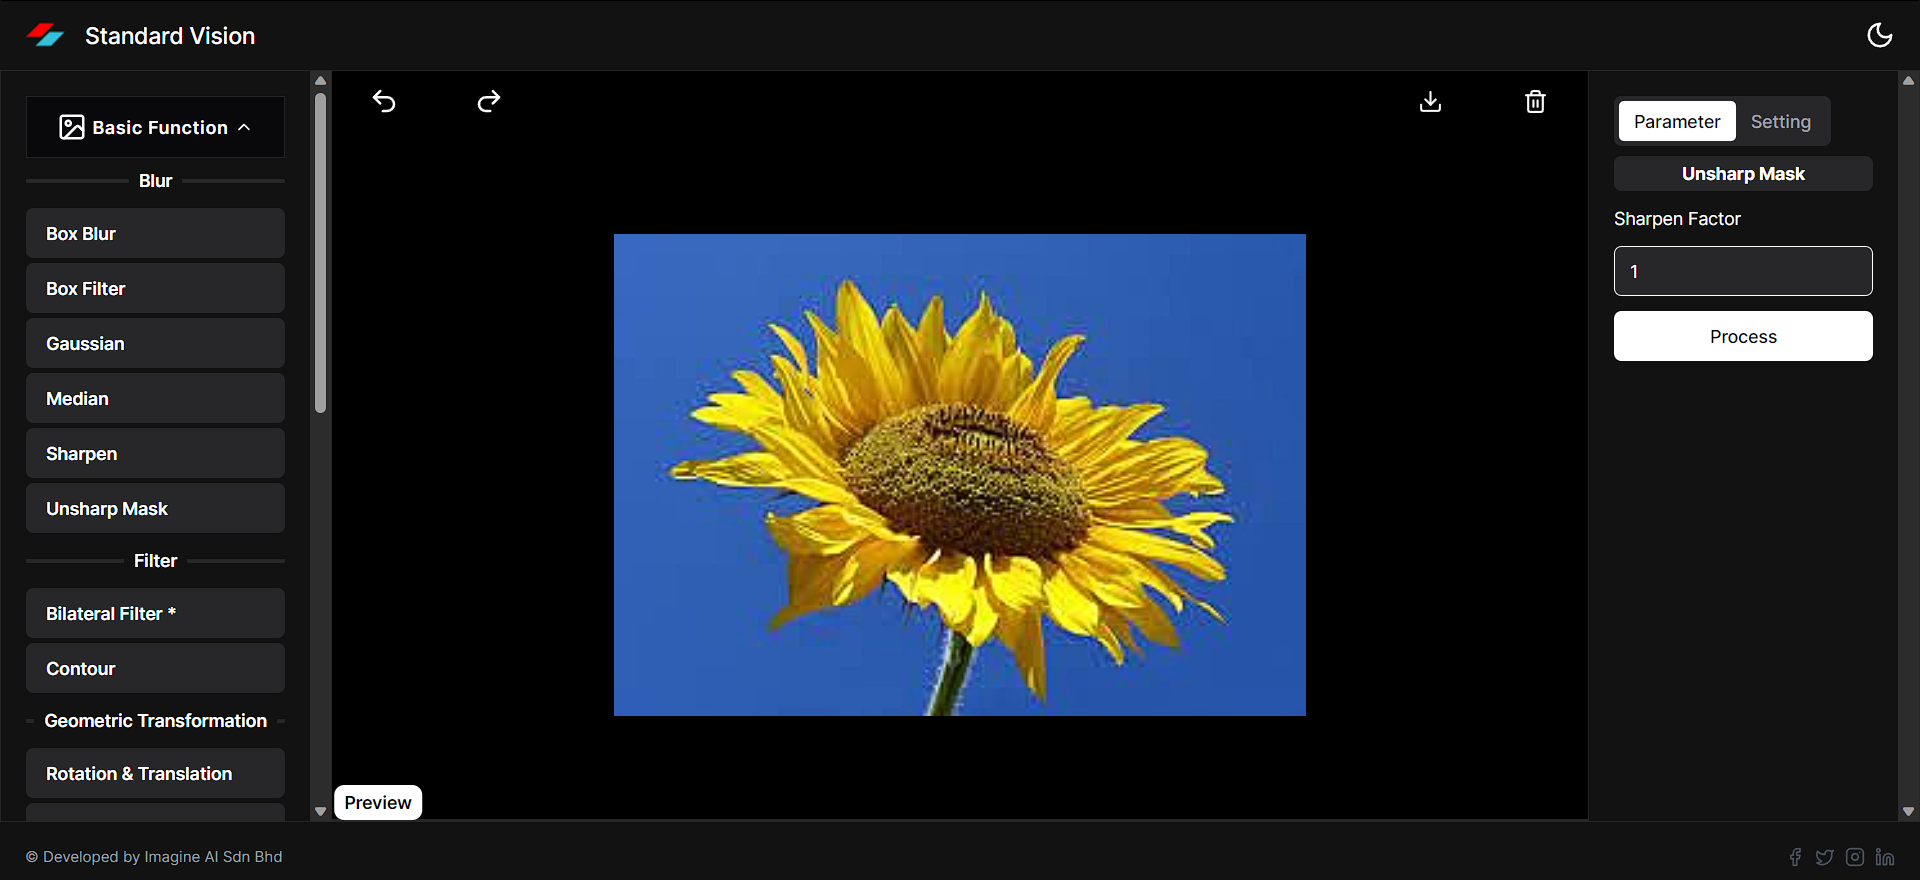 Standard Vision
Basic Function
Blur
Box Blur
Box Filter
Gaussian
Median
Sharpen
Unsharp Mask
Filter
Bilateral Filter *
Contour
Geometric Transformation
Rotation & Translation
Preview
Parameter
Setting
Unsharp Mask
Sharpen Factor
1
Process
© Developed by Imagine AI Sdn Bhd